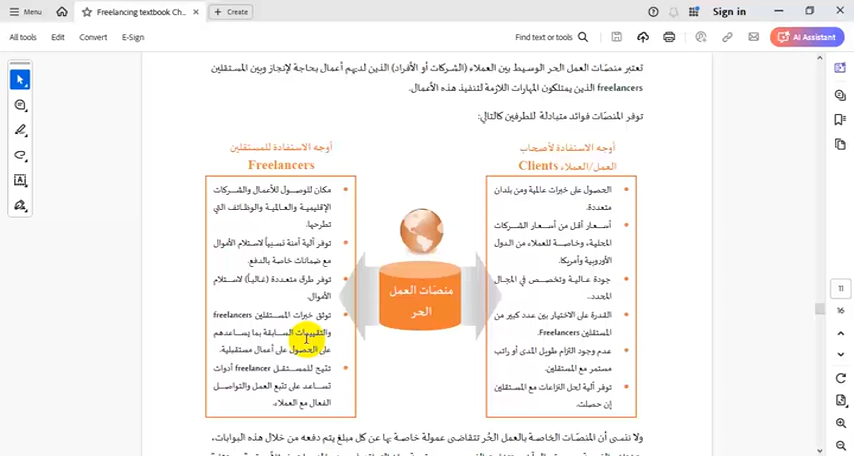 Menu
Freelancing textbook Ch...
Create
Sign in
All tools
Edit
Convert
E-Sign
Find text or tools
AI Assistant
تعتبر منصّات العمل الحر الوسيط بين العملاء (الشركات أو الأفراد) الذين لديهم أعمال بحاجة لإنجاز وبين المستقلين
freelancers الذين يمتلكون المهارات اللازمة لتنفيذ هذه الأعمال.
توفر المنصّات فوائد متبادلة للطرفين كالتالي:
أوجه الاستفادة لأصحاب
العمل/العملاء Clients
الحصول على خبرات عالمية ومن بلدان
متعددة.
أسعار أقل من أسعار الشركات
المحلية، وخاصة للعملاء من الدول
الأوروبية وأمريكا.
جودة عالية وتخصص في المجال
المحدد..
القدرة على الاختيار بين عدد كبير من
المستقلين Freelancers.
عدم وجود التزام طويل المدى أو راتب
مستمر مع المستقلين.
توفر آلية لحل النزاعات مع المستقلين
إن حصلت.
منصّات العمل
الحر
أوجه الاستفادة للمستقلين
Freelancers
مكان للوصول للأعمال والشركات
الإقليمية والعالمية والوظائف التي
تطرحها.
توفر آلية آمنة نسبياً لاستلام الأموال
مع ضمانات خاصة بالدفع.
توفر طرق متعددة (غالباً) لاستلام
الأموال.
توثق خبرات المستقلين freelancers
والتقييمات السابقة بما يساعدهم
على الحصول على أعمال مستقبلية.
تتيح للمستقل freelancer أدوات
تساعد على تتبع العمل والتواصل
الفعال مع العملاء.
ولا ننسى أن المنصّات الخاصة بالعمل الحُر تتقاضى عمولة خاصة بها عن كل مبلغ يتم دفعه من خلال هذه البوابات،
11
16